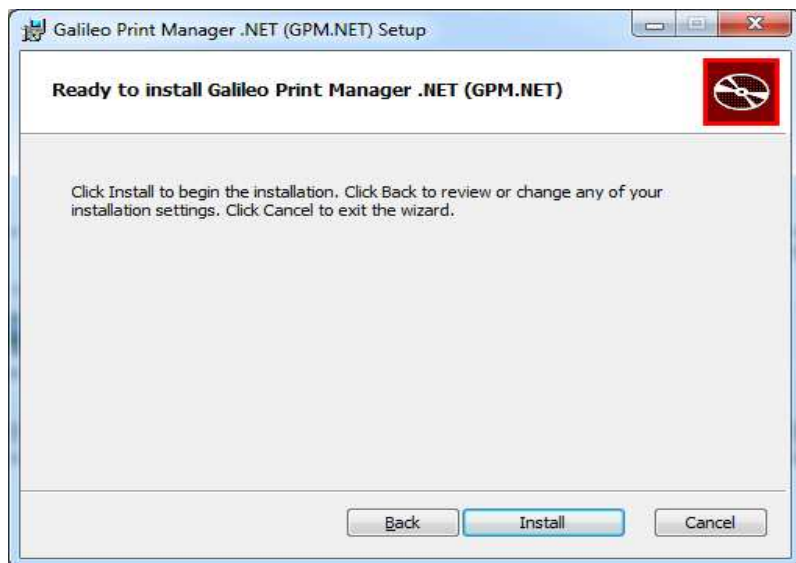 Galileo Print Manager .NET (GPM.NET) Setup
Ready to install Galileo Print Manager .NET (GPM.NET)
Click Install to begin the installation. Click Back to review or change any of your
installation settings. Click Cancel to exit the wizard.
Back Install Cancel